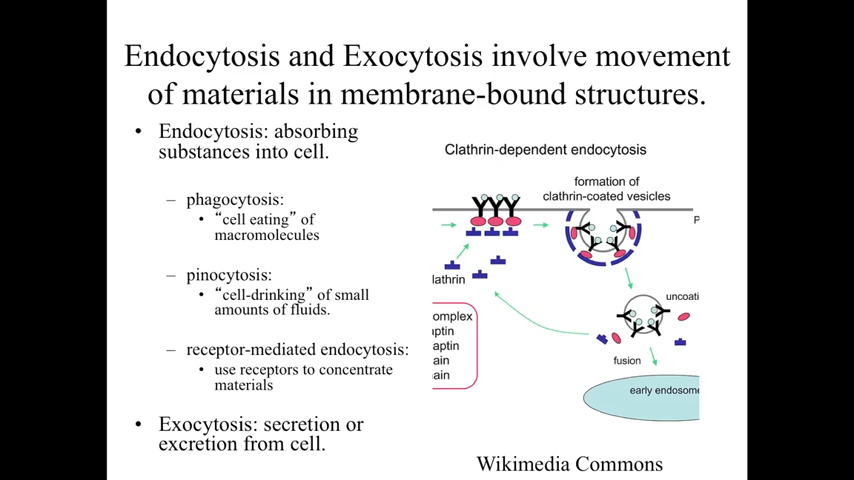 Endocytosis and Exocytosis involve movement
of materials in membrane-bound structures.
• Endocytosis: absorbing
substances into cell.
– phagocytosis:
• “cell eating” of
macromolecules
– pinocytosis:
• “cell-drinking” of small
amounts of fluids.
– receptor-mediated endocytosis:
• use receptors to concentrate
materials
• Exocytosis: secretion or
excretion from cell.
Clathrin-dependent endocytosis
formation of
clathrin-coated vesicles
P
lathrin
uncoati
omplex
aptin
aptin
ain
ain
fusion
early endosome
Wikimedia Commons